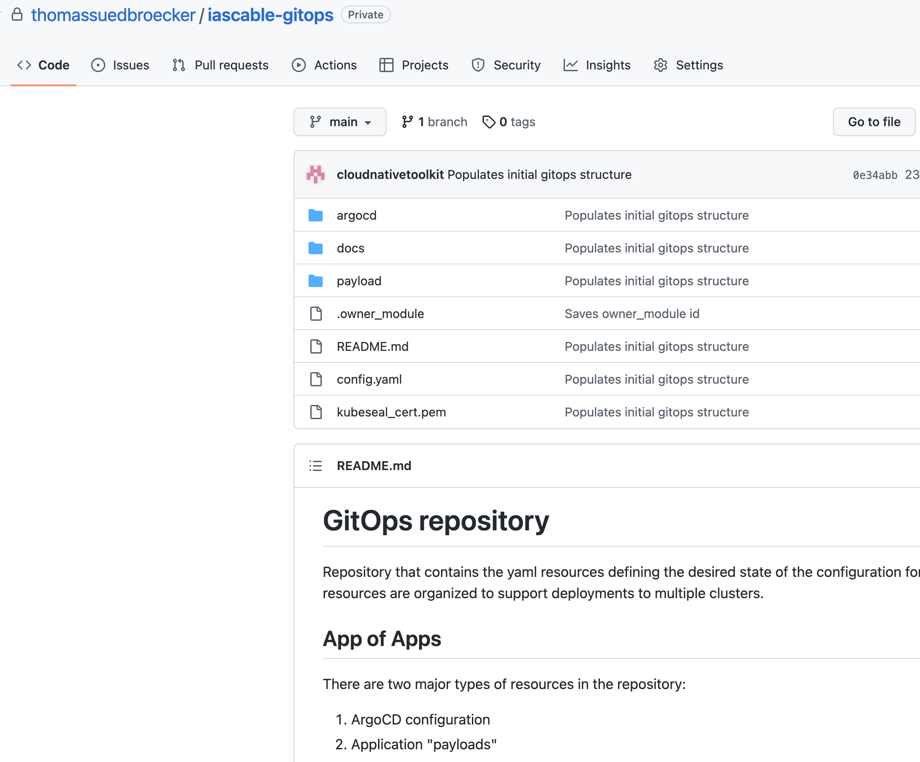 thomassuedbroecker / iascable-gitops Private
Code Issues Pull requests Actions Projects Security Insights Settings
main 1 branch 0 tags Go to file
cloudnativetoolkit Populates initial gitops structure 0e34abb 23
argocd Populates initial gitops structure
docs Populates initial gitops structure
payload Populates initial gitops structure
.owner_module Saves owner_module id
README.md Populates initial gitops structure
config.yaml Populates initial gitops structure
kubeseal_cert.pem Populates initial gitops structure
README.md
GitOps repository
Repository that contains the yaml resources defining the desired state of the configuration for
resources are organized to support deployments to multiple clusters.
App of Apps
There are two major types of resources in the repository:
1. ArgoCD configuration
2. Application "payloads"